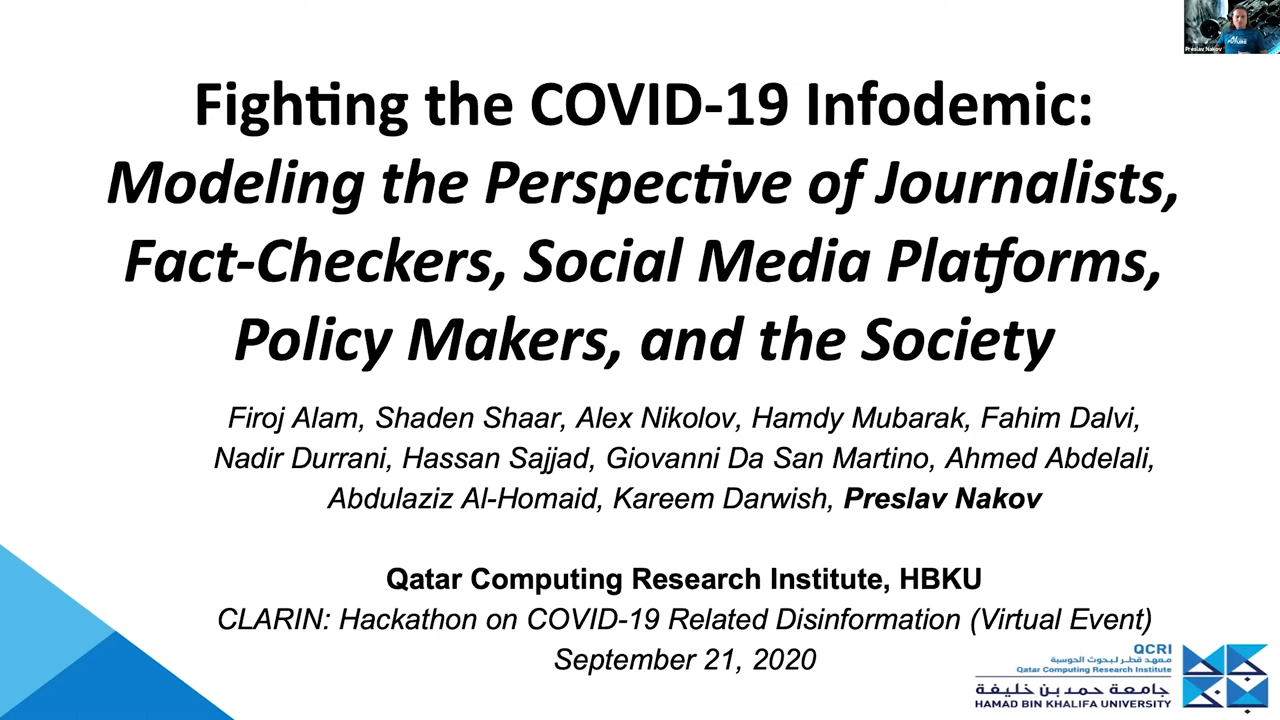 Preslav Nakov
Fighting the COVID-19 Infodemic:
Modeling the Perspective of Journalists,
Fact-Checkers, Social Media Platforms,
Policy Makers, and the Society
Firoj Alam, Shaden Shaar, Alex Nikolov, Hamdy Mubarak, Fahim Dalvi,
Nadir Durrani, Hassan Sajjad, Giovanni Da San Martino, Ahmed Abdelali,
Abdulaziz Al-Homaid, Kareem Darwish, Preslav Nakov
Qatar Computing Research Institute, HBKU
CLARIN: Hackathon on COVID-19 Related Disinformation (Virtual Event)
September 21, 2020
QCRI
معهد قطر لبحوث الحوسبة
Qatar Computing Research Institute
جامعة حمد بن خليفة
HAMAD BIN KHALIFA UNIVERSITY